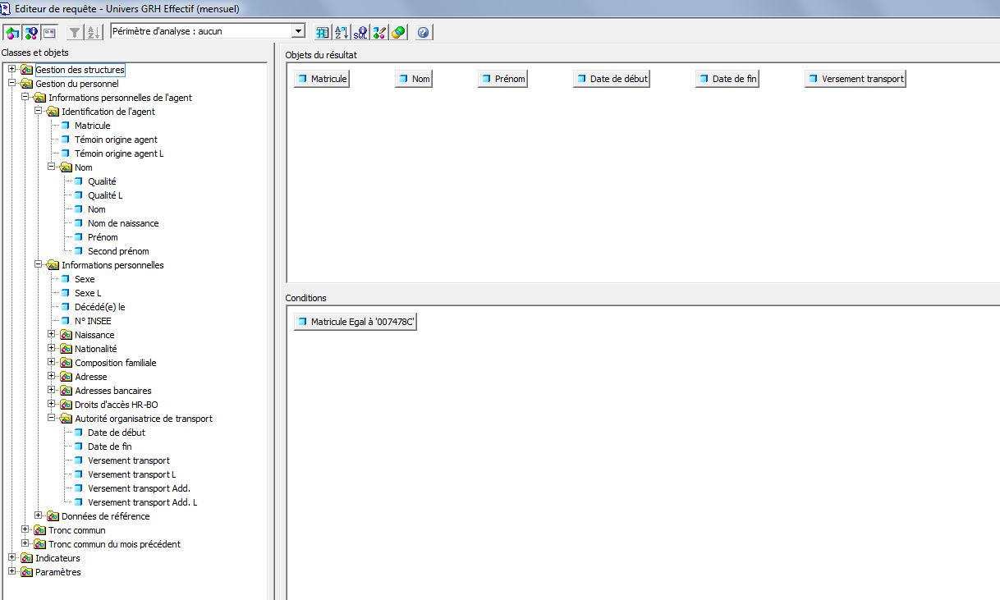 Editeur de requête - Univers GRH Effectif (mensuel)
Périmètre d'analyse : aucun
Classes et objets
Gestion des structures
Gestion du personnel
Informations personnelles de l'agent
Identification de l'agent
Matricule
Témoin origine agent
Témoin origine agent L
Nom
Qualité
Qualité L
Nom
Nom de naissance
Prénom
Second prénom
Informations personnelles
Sexe
Sexe L
Décédé(e) le
N° INSEE
Naissance
Nationalité
Composition familiale
Adresse
Adresses bancaires
Droits d'accès HR-BO
Autorité organisatrice de transport
Date de début
Date de fin
Versement transport
Versement transport L
Versement transport Add.
Versement transport Add. L
Données de référence
Tronc commun
Tronc commun du mois précédent
Indicateurs
Paramètres
Objets du résultat
Matricule Nom Prénom Date de début Date de fin Versement transport
Conditions
Matricule Egal à '007478C'